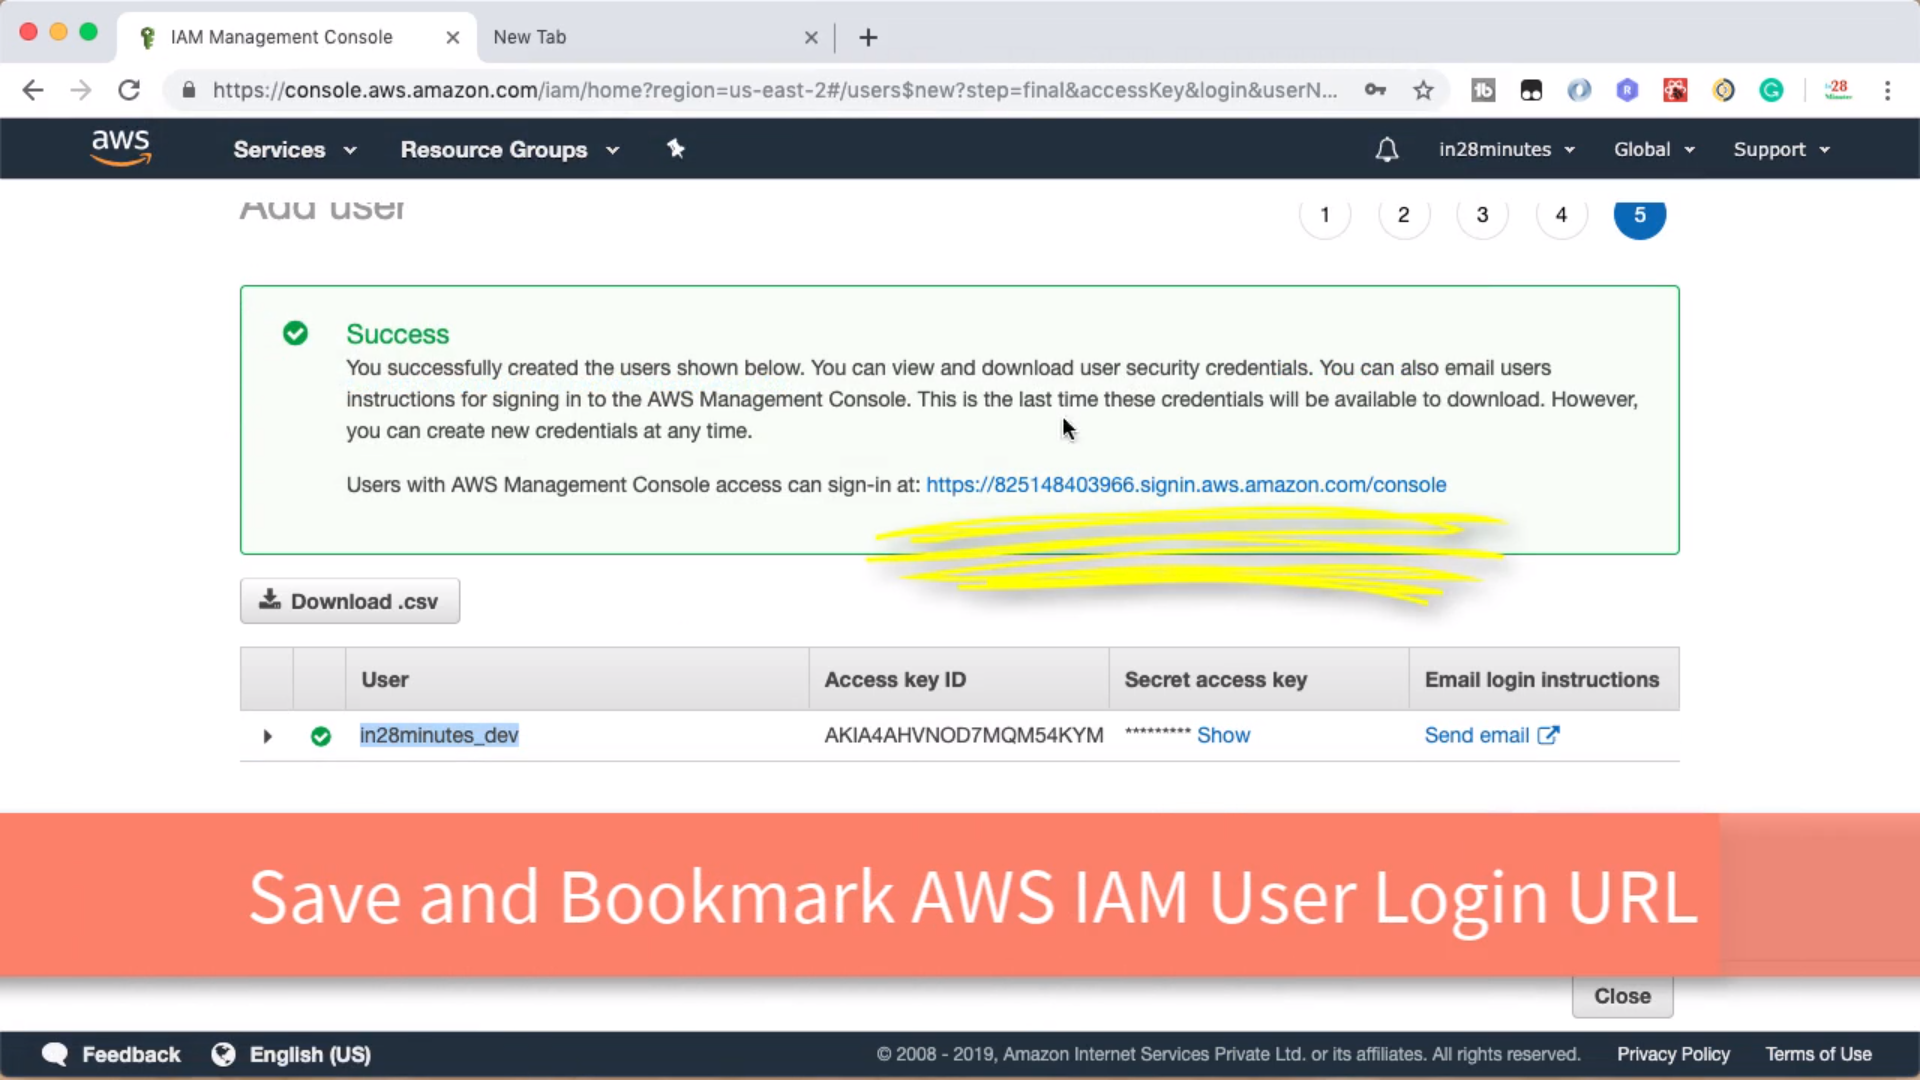 IAM Management Console
New Tab
https://console.aws.amazon.com/iam/home?region=us-east-2#/users$new?step=final&accessKey&login&userN...
aws
Services
Resource Groups
in28minutes
Global
Support
Add user
1 2 3 4 5
Success
You successfully created the users shown below. You can view and download user security credentials. You can also email users
instructions for signing in to the AWS Management Console. This is the last time these credentials will be available to download. However,
you can create new credentials at any time.
Users with AWS Management Console access can sign-in at: https://825148403966.signin.aws.amazon.com/console
Download .csv
User Access key ID Secret access key Email login instructions
in28minutes_dev AKIA4AHVNOD7MQM54KYM ********* Show Send email
Save and Bookmark AWS IAM User Login URL
Close
Feedback English (US) © 2008 - 2019, Amazon Internet Services Private Ltd. or its affiliates. All rights reserved. Privacy Policy Terms of Use